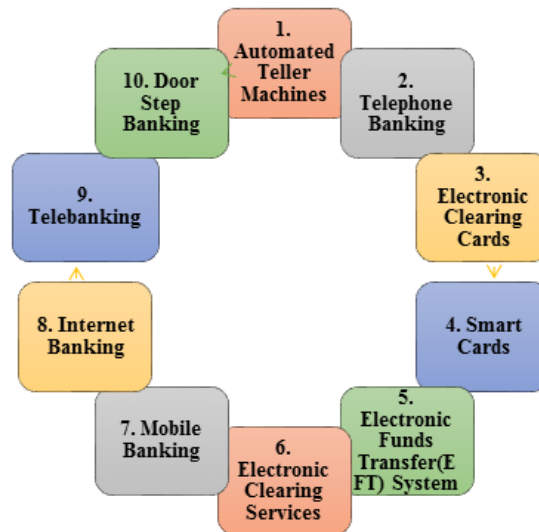 1.
Automated
Teller
Machines
2.
Telephone
Banking
3.
Electronic
Clearing
Cards
4. Smart
Cards
5.
Electronic
Funds
Transfer(E
FT) System
6.
Electronic
Clearing
Services
7. Mobile
Banking
8. Internet
Banking
9.
Telebanking
10. Door
Step
Banking